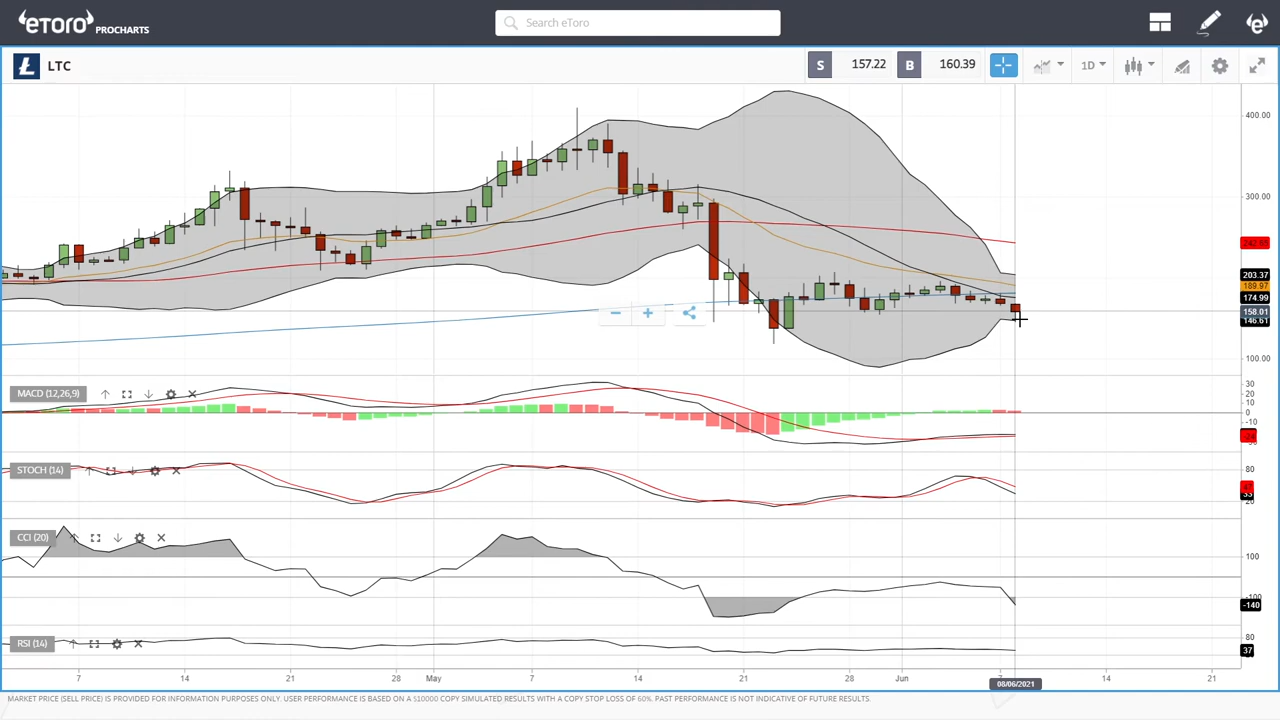 eToro PROCHARTS
Search eToro
LTC
S 157.22 B 160.39
1D
400.00
300.00
242.85
203.37
189.97
174.99
158.01
146.61
100.00
MACD (12,26,9)
30
20
10
0
-10
STOCH (14)
80
33
20
CCI (20)
100
-100
-140
RSI (14)
80
37
7 14 21 28 May 7 14 21 28 Jun 7 14 21
08/06/2021
MARKET PRICE (SELL PRICE) IS PROVIDED FOR INFORMATION PURPOSES ONLY. USER PERFORMANCE IS BASED ON A $10000 COPY SIMULATED RESULTS WITH A COPY STOP LOSS OF 60%. PAST PERFORMANCE IS NOT INDICATIVE OF FUTURE RESULTS.